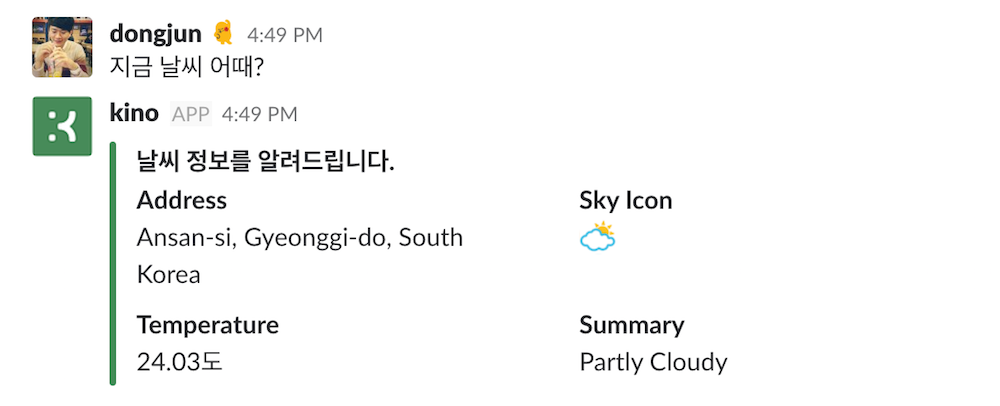 dongjun 4:49 PM
지금 날씨 어때?
kino APP 4:49 PM
날씨 정보를 알려드립니다.
Address
Sky Icon
Ansan-si, Gyeonggi-do, South
Korea
Temperature
Summary
24.03도
Partly Cloudy